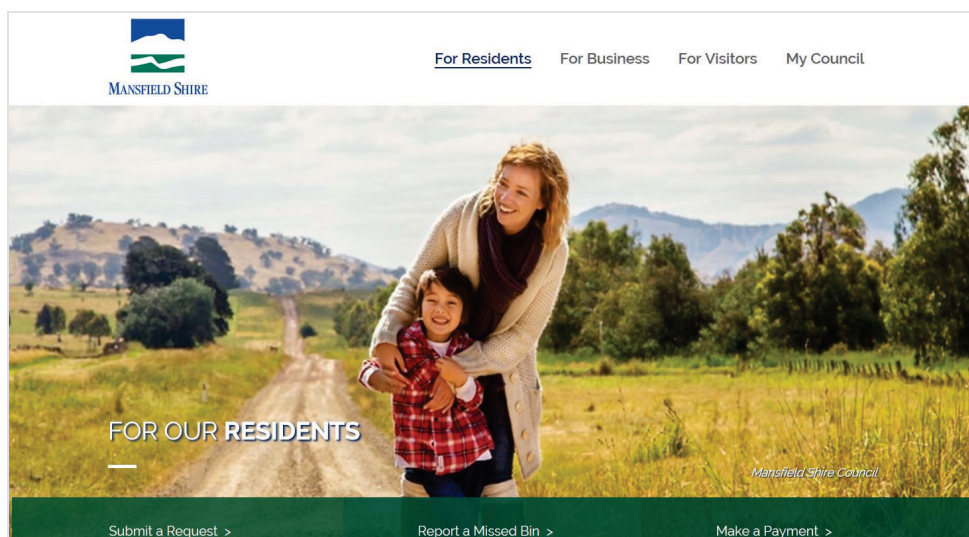 MANSFIELD SHIRE
For Residents For Business For Visitors My Council
FOR OUR RESIDENTS
Mansfield Shire Council
Submit a Request > Report a Missed Bin > Make a Payment >